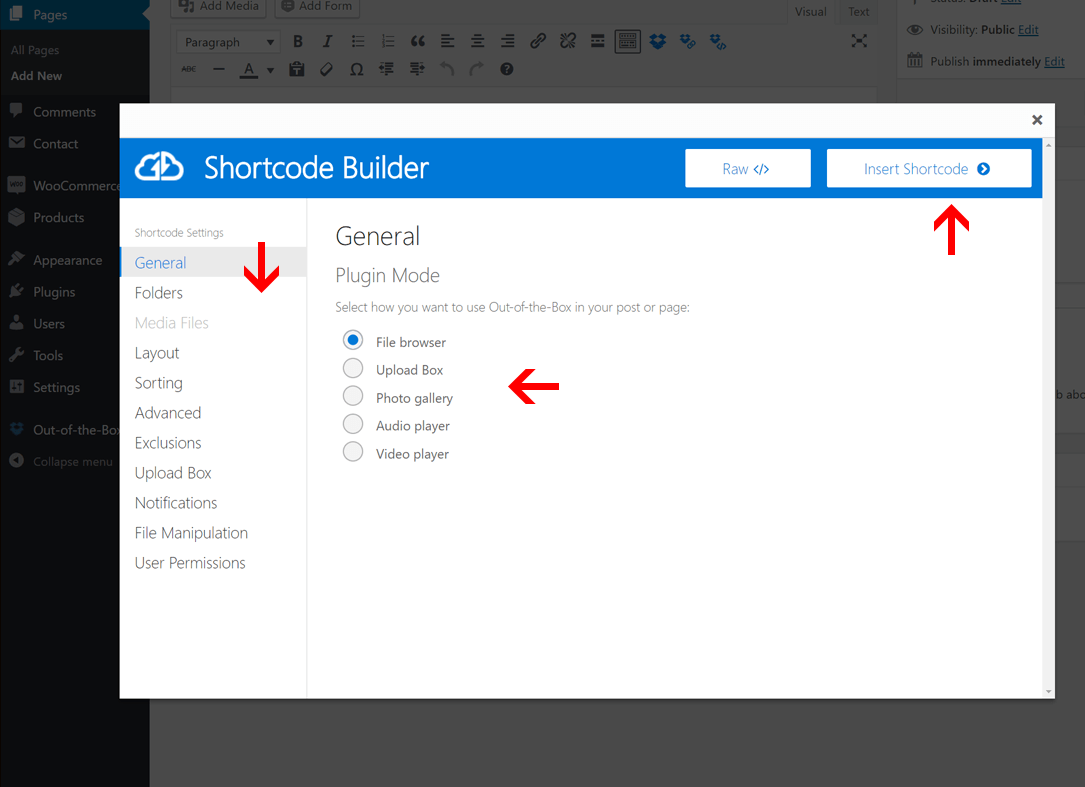 Pages
All Pages
Add New
Comments
Contact
WooCommerce
Products
Appearance
Plugins
Users
Tools
Settings
Out-of-the-Box
Collapse menu
Add Media
Add Form
Visual
Text
Paragraph
B
I
ABC
A
Status: Draft Edit
Visibility: Public Edit
Publish immediately Edit
Shortcode Builder
Raw </>
Insert Shortcode
Shortcode Settings
General
Folders
Media Files
Layout
Sorting
Advanced
Exclusions
Upload Box
Notifications
File Manipulation
User Permissions
General
Plugin Mode
Select how you want to use Out-of-the-Box in your post or page:
File browser
Upload Box
Photo gallery
Audio player
Video player